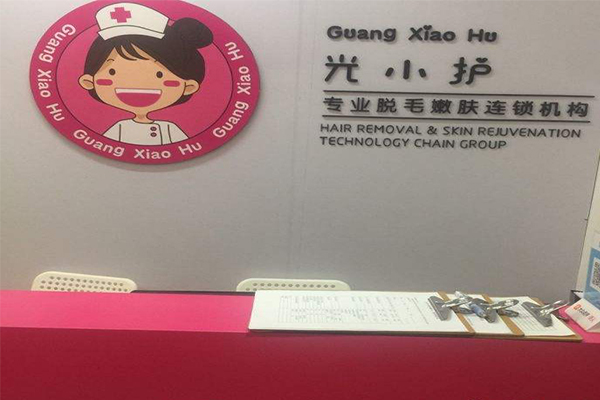 Guang Xiao Hu Guang Xiao Hu Guang Xiao Hu
Guang Xiao Hu
光小护
专业脱毛嫩肤连锁机构
HAIR REMOVAL & SKIN REJUVENATION
TECHNOLOGY CHAIN GROUP